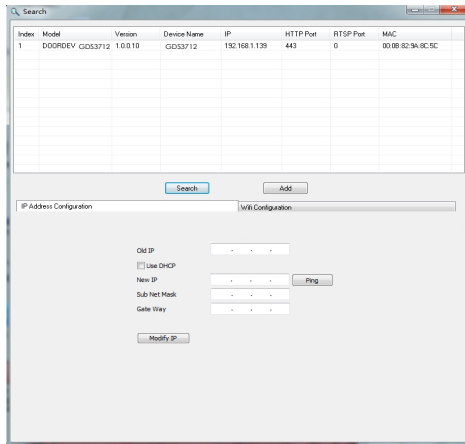 Search
Index Model Version Device Name IP HTTP Port RTSP Port MAC
1 DOORDEV GDS3712 1.0.0.10 GDS3712 192.168.1.139 443 0 00:0B:82:9A:8C:5C
Search Add
IP Address Configuration Wifi Configuration
Old IP . . .
Use DHCP
New IP . . . Ping
Sub Net Mask . . .
Gate Way . . .
Modify IP